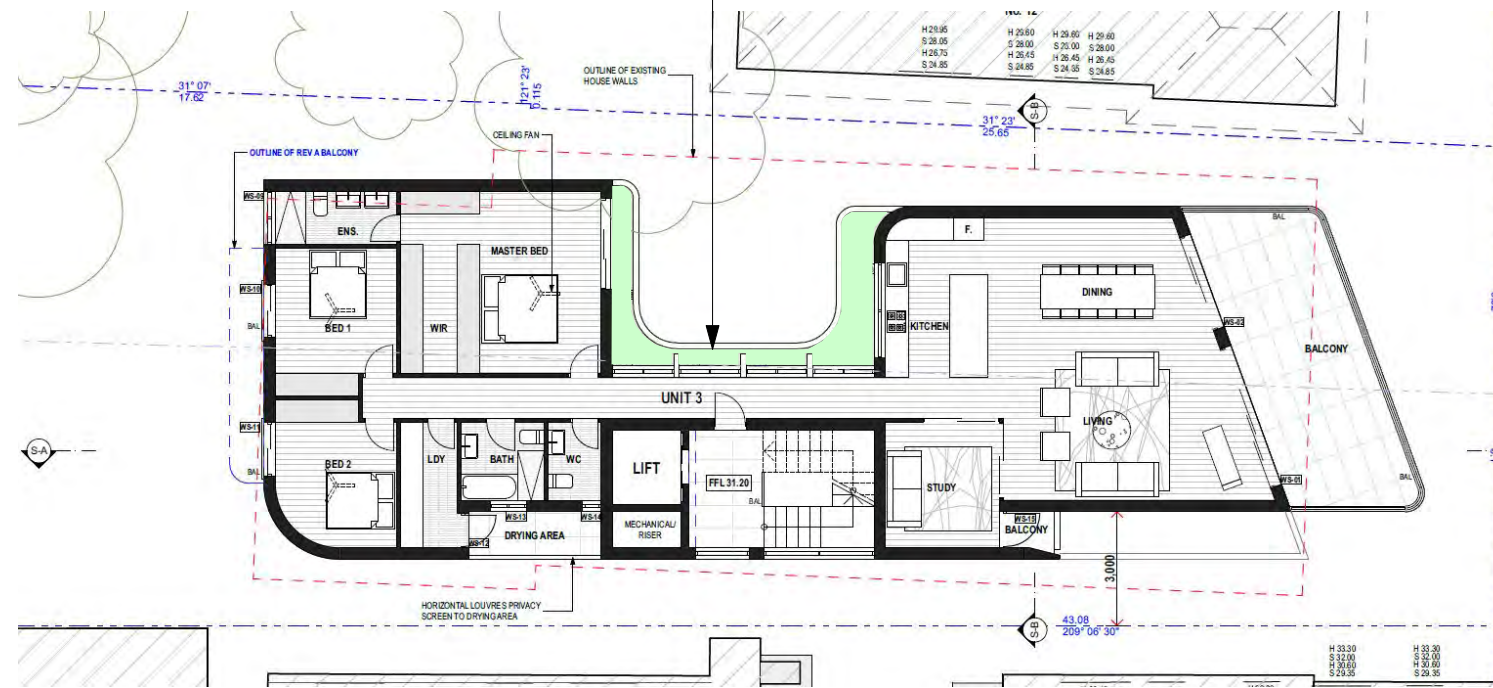 No. 12
H 29.95
S 28.05
H 26.75
S 24.85
H 29.60
S 28.00
H 26.45
S 24.85
H 29.60
S 28.00
H 26.45
H 29.60
S 28.00
H 26.45
S 24.85
OUTLINE OF EXISTING
HOUSE WALLS
31° 07'
17.62
121° 23'
0.115
S-B
31° 23'
25.65
CEILING FAN
OUTLINE OF REV A BALCONY
WS-09
ENS.
MASTER BED
F.
BAL
DINING
WS-10
BED 1
WIR
BAL
KITCHEN
WS-02
BALCONY
UNIT 3
S-A
WS-11
BED 2
BAL
LDY
BATH
WC
LIFT
FFL 31.20
BAL
STUDY
LIVING
WS-01
BAL
WS-13
WS-14
WS-12
DRYING AREA
MECHANICAL/
RISER
WS-15
BALCONY
3,000
HORIZONTAL LOUVRES PRIVACY
SCREEN TO DRYING AREA
S-B
43.08
209° 06' 30"
H 33.30
S 32.00
H 30.60
S 29.35
H 33.30
S 32.00
H 30.60
S 29.35